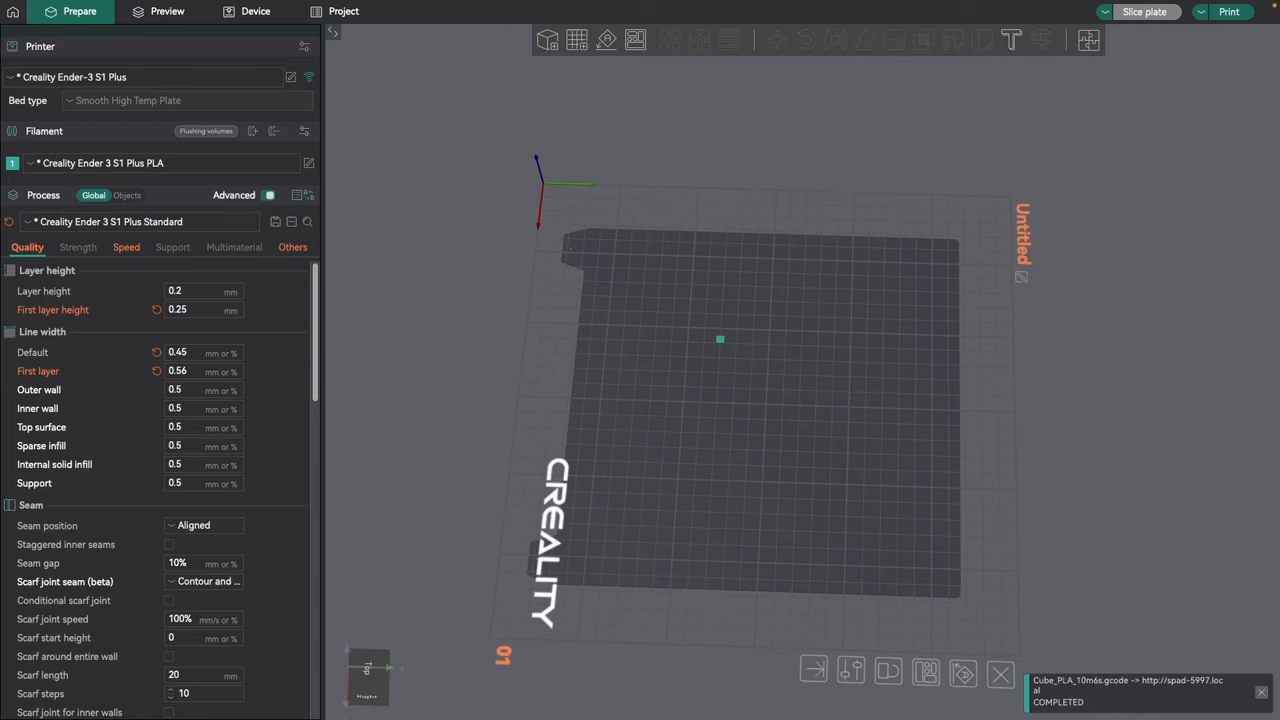 Prepare
Preview
Device
Project
Slice plate
Print
Printer
* Creality Ender-3 S1 Plus
Bed type
Smooth High Temp Plate
Filament
Flushing volumes
1
* Creality Ender 3 S1 Plus PLA
Process
Global
Objects
Advanced
* Creality Ender 3 S1 Plus Standard
Quality
Strength
Speed
Support
Multimaterial
Others
Layer height
Layer height 0.2 mm
First layer height 0.25 mm
Line width
Default 0.45 mm or %
First layer 0.56 mm or %
Outer wall 0.5 mm or %
Inner wall 0.5 mm or %
Top surface 0.5 mm or %
Sparse infill 0.5 mm or %
Internal solid infill 0.5 mm or %
Support 0.5 mm or %
Seam
Seam position Aligned
Staggered inner seams
Seam gap 10% mm or %
Scarf joint seam (beta) Contour and ...
Conditional scarf joint
Scarf joint speed 100% mm/s or %
Scarf start height 0 mm or %
Scarf around entire wall
Scarf length 20 mm
Scarf steps 10
Scarf joint for inner walls
Untitled
CREALITY
01
Top
Right
Cube_PLA_10m6s.gcode -> http://spad-5997.loc
al
COMPLETED